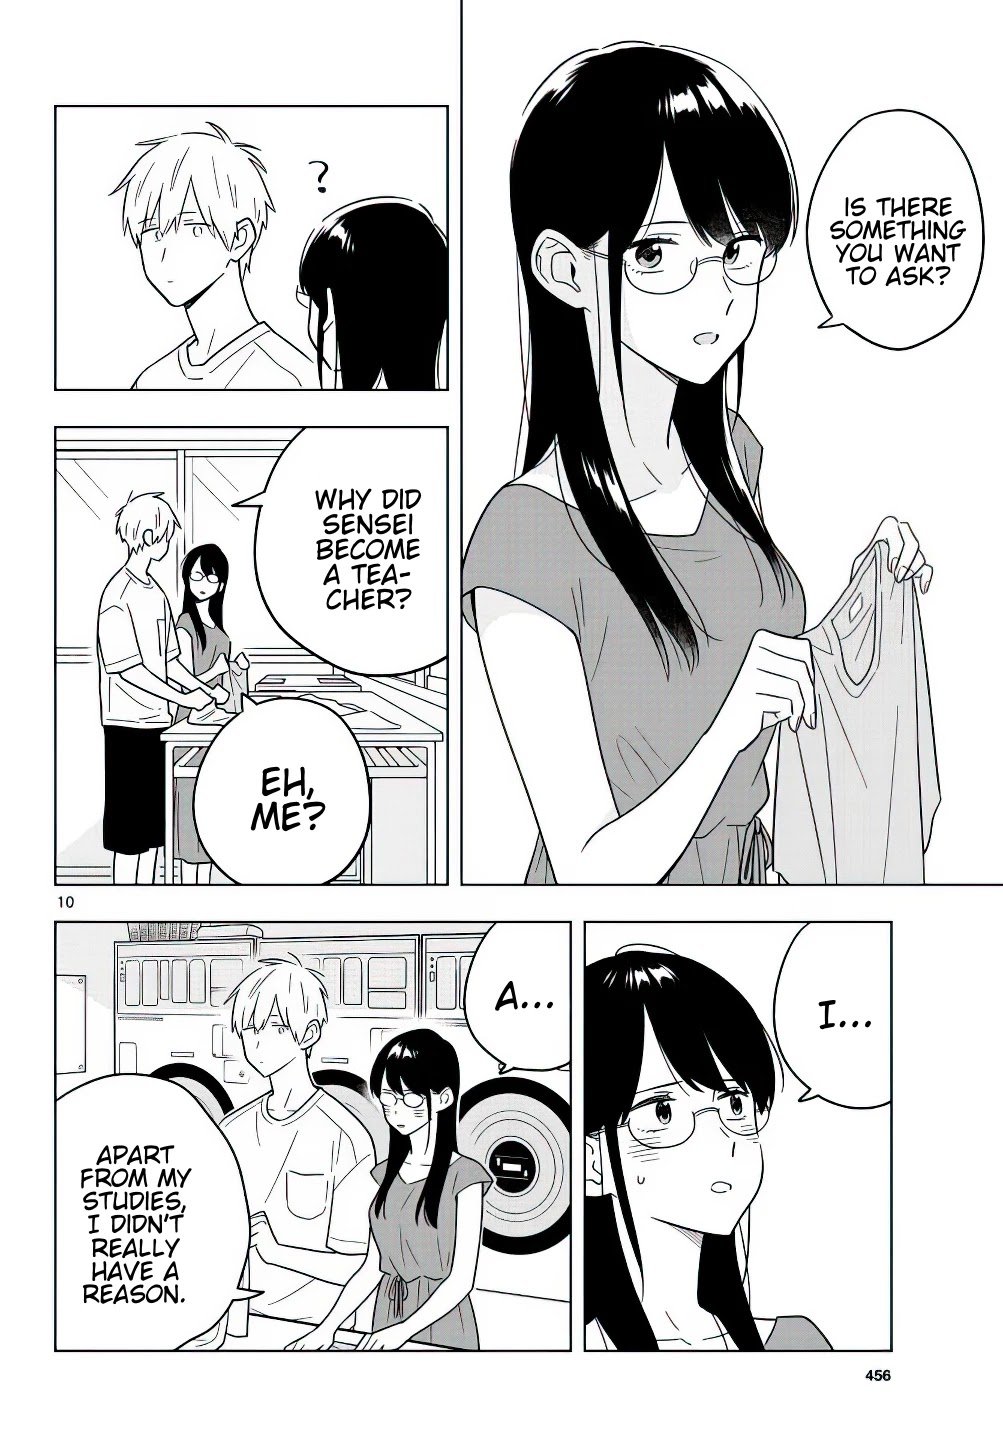 IS THERE
SOMETHING
YOU WANT
TO ASK?
?
WHY DID
SENSEI
BECOME
A TEA-
CHER?
EH,
ME?
10
I...
A...
APART
FROM MY
STUDIES,
I DIDN'T
REALLY
HAVE A
REASON.
456